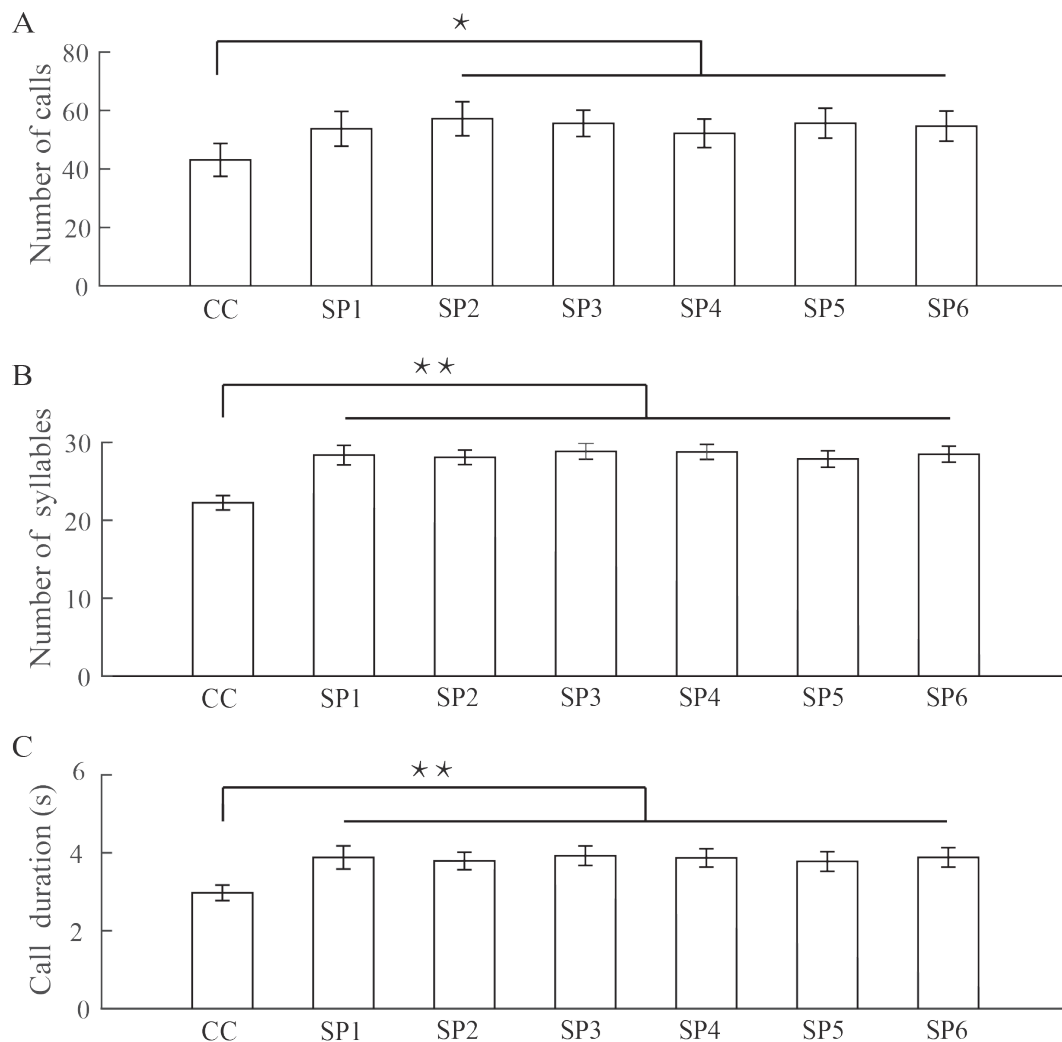 A
★
Number of calls
80
60
40
20
0
CC SP1 SP2 SP3 SP4 SP5 SP6
B
★★
Number of syllables
30
20
10
0
CC SP1 SP2 SP3 SP4 SP5 SP6
C
★★
Call duration (s)
6
4
2
0
CC SP1 SP2 SP3 SP4 SP5 SP6